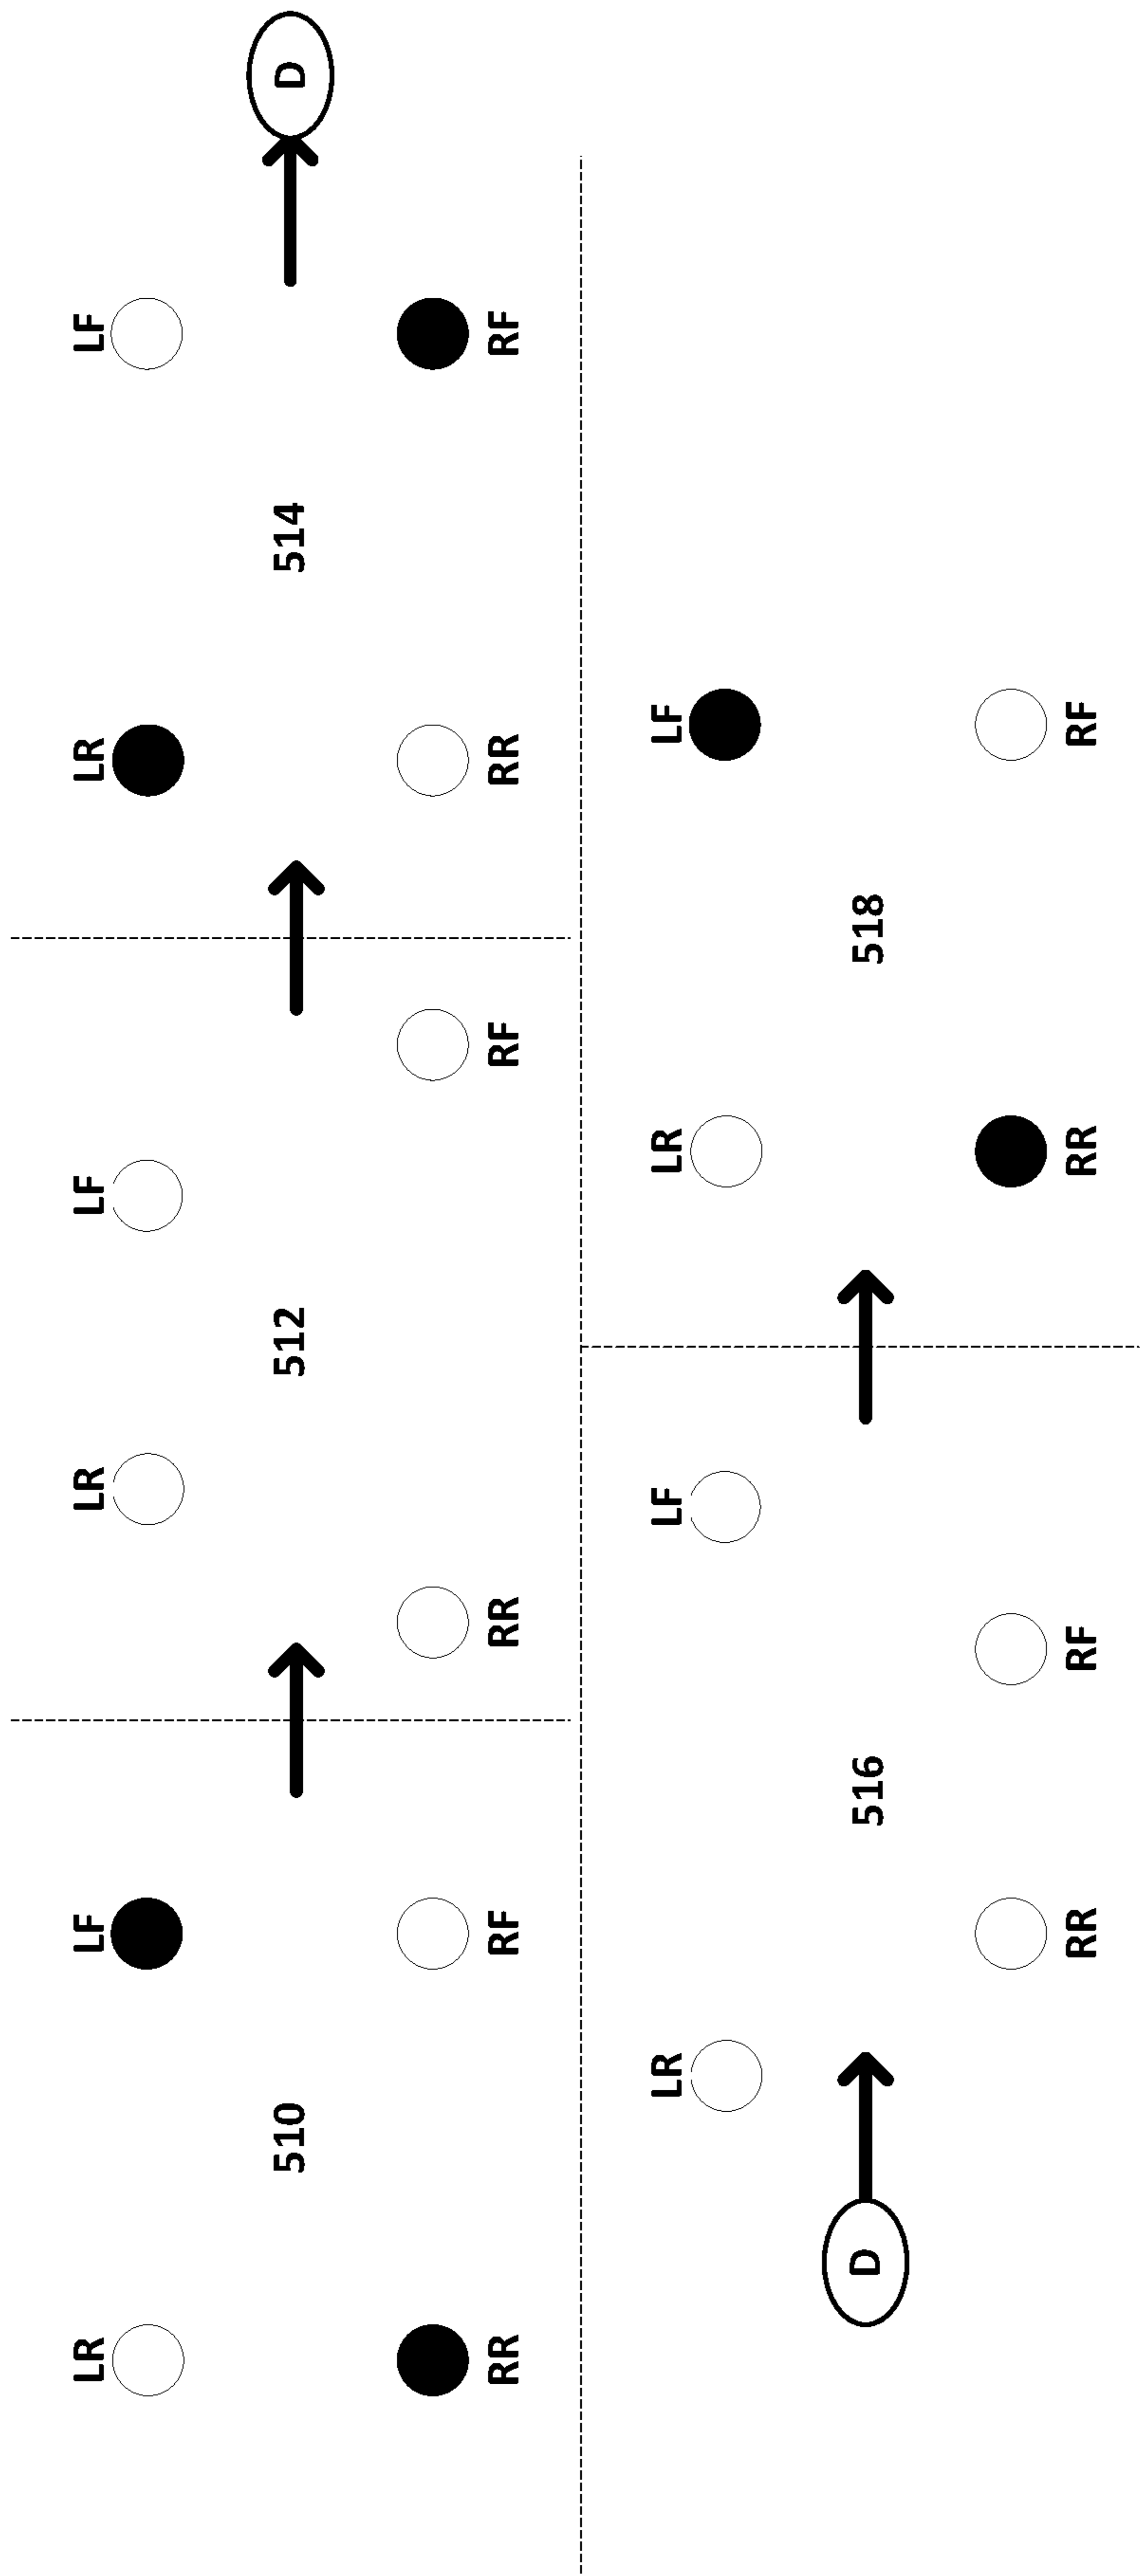 LR LF LR LF LR LF
510 512 514 D
RR RF RR RF RR RF
LR LF LR LF
D 516 518
RR RF RR RF